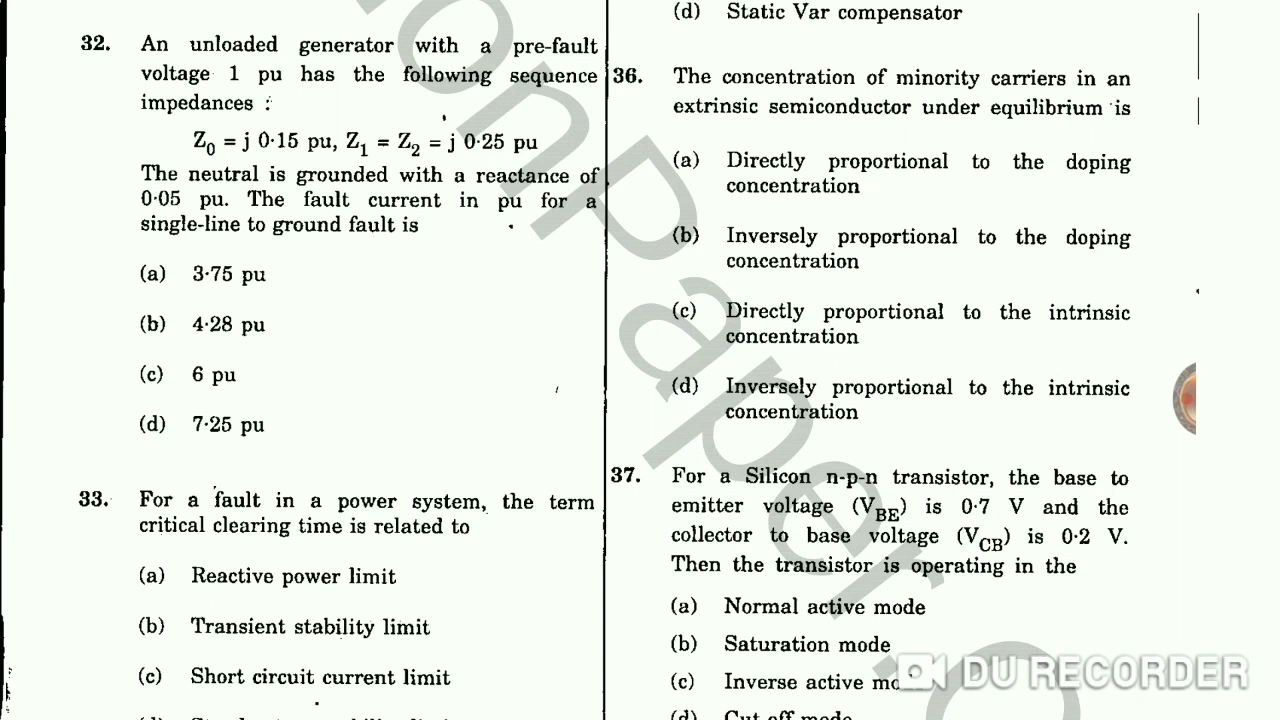 32. An unloaded generator with a pre-fault
voltage 1 pu has the following sequence
impedances :
Z₀ = j 0·15 pu, Z₁ = Z₂ = j 0·25 pu
The neutral is grounded with a reactance of
0·05 pu. The fault current in pu for a
single-line to ground fault is
(a) 3·75 pu
(b) 4·28 pu
(c) 6 pu
(d) 7·25 pu
33. For a fault in a power system, the term
critical clearing time is related to
(a) Reactive power limit
(b) Transient stability limit
(c) Short circuit current limit
(d) Static Var compensator
36. The concentration of minority carriers in an
extrinsic semiconductor under equilibrium is
(a) Directly proportional to the doping
concentration
(b) Inversely proportional to the doping
concentration
(c) Directly proportional to the intrinsic
concentration
(d) Inversely proportional to the intrinsic
concentration
37. For a Silicon n-p-n transistor, the base to
emitter voltage (V_BE) is 0·7 V and the
collector to base voltage (V_CB) is 0·2 V.
Then the transistor is operating in the
(a) Normal active mode
(b) Saturation mode
(c) Inverse active
(d) Cut off mode
DU RECORDER